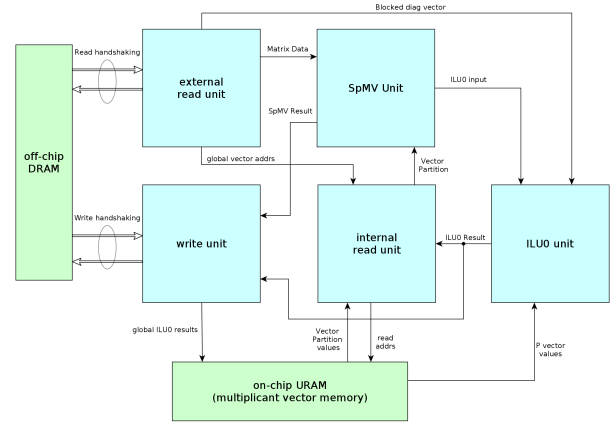 Blocked diag vector
Read handshaking
Matrix Data
external
read unit
SpMV Unit
ILU0 input
SpMV Result
off-chip
DRAM
global vector addrs
Vector
Partition
Write handshaking
write unit
internal
read unit
ILU0 Result
ILU0 unit
global ILU0 results
Vector
Partition
values
read
addrs
P vector
values
on-chip URAM
(multiplicant vector memory)